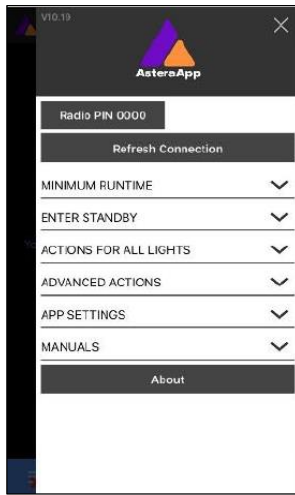 V10.19
AsteraApp
Radio PIN 0000
Refresh Connection
MINIMUM RUNTIME
ENTER STANDBY
ACTIONS FOR ALL LIGHTS
ADVANCED ACTIONS
APP SETTINGS
MANUALS
About